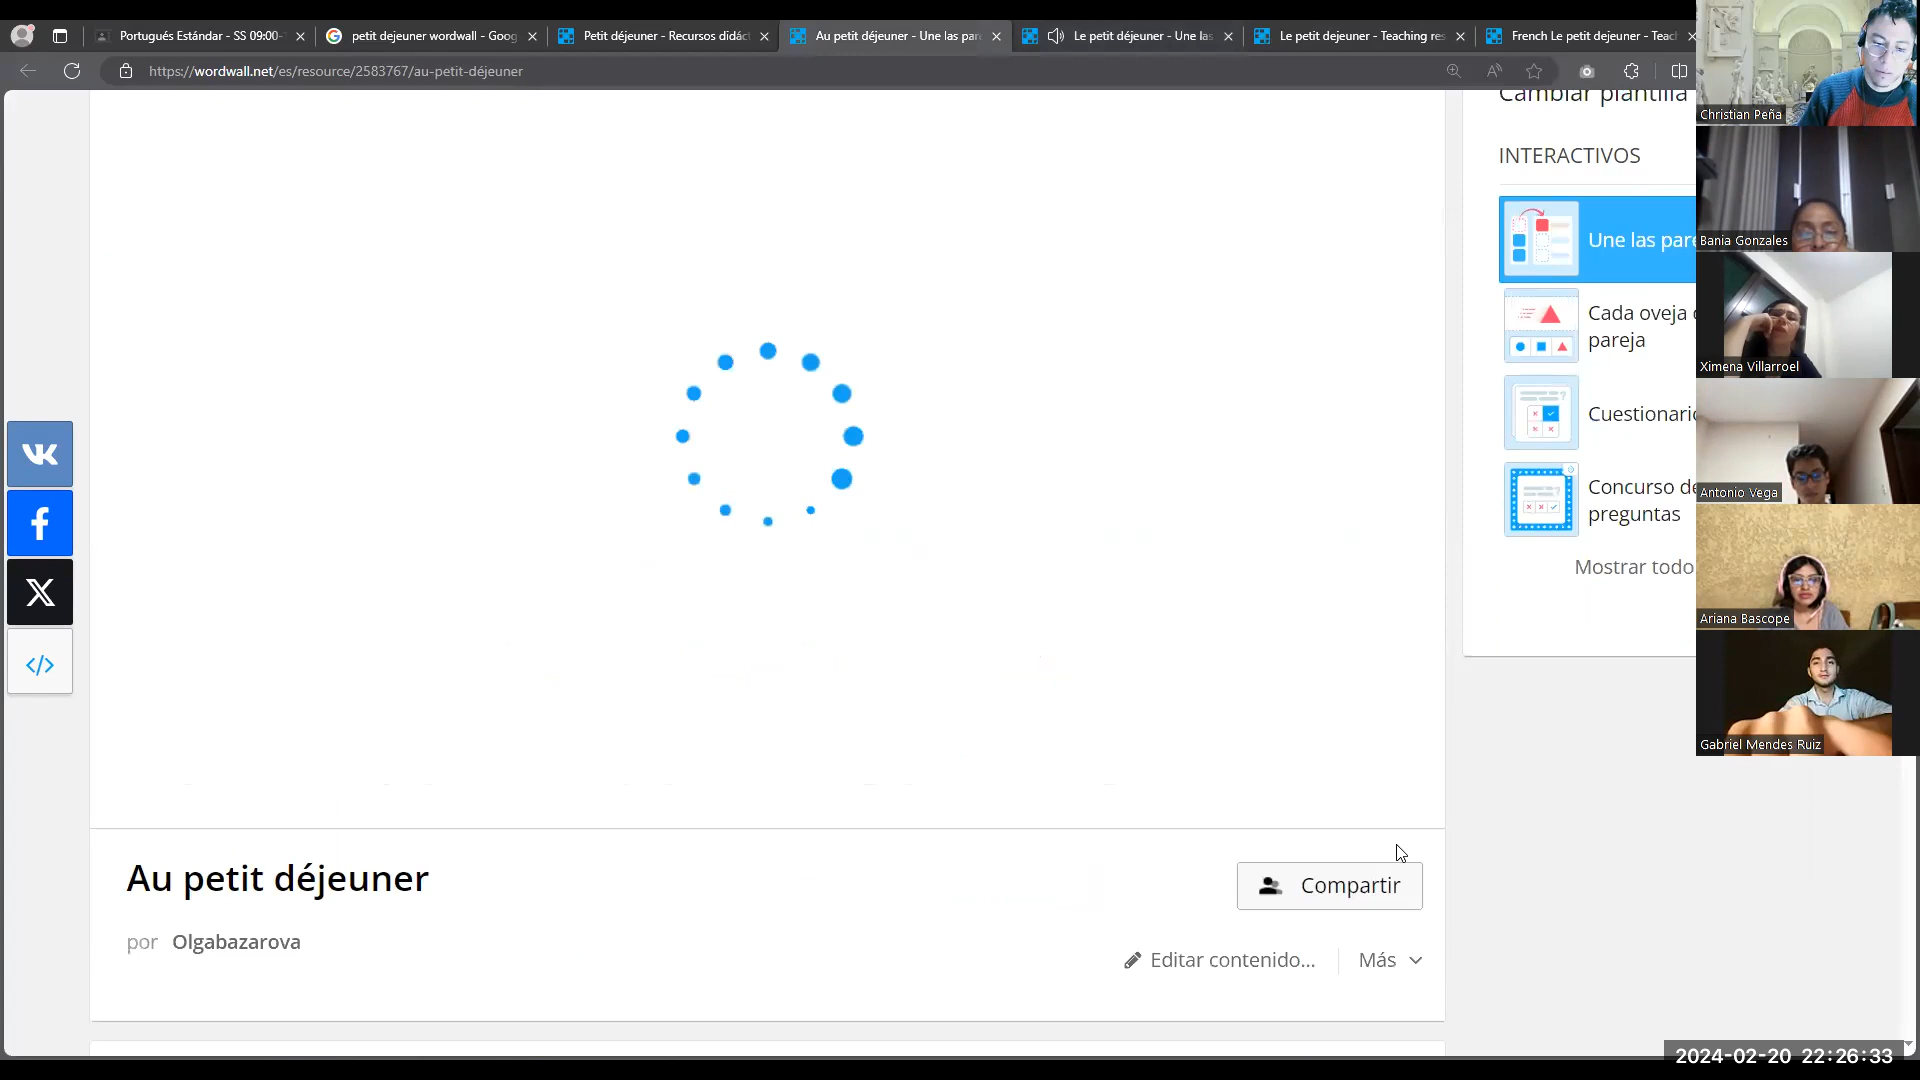 Portugués Estándar - SS 09:00-
petit dejeuner wordwall - Goog
Petit déjeuner - Recursos didác
Au petit déjeuner - Une las par
Le petit déjeuner - Une las
Le petit dejeuner - Teaching res
French Le petit dejeuner - Teac
https://wordwall.net/es/resource/2583767/au-petit-déjeuner
Cambiar plantilla
INTERACTIVOS
Une las pare
Cada oveja
pareja
Cuestionario
Concurso de
preguntas
Mostrar todo
Au petit déjeuner
por Olgabazarova
Compartir
Editar contenido...
Más
Christian Peña
Bania Gonzales
Ximena Villarroel
Antonio Vega
Ariana Bascope
Gabriel Mendes Ruiz
2024-02-20 22:26:33